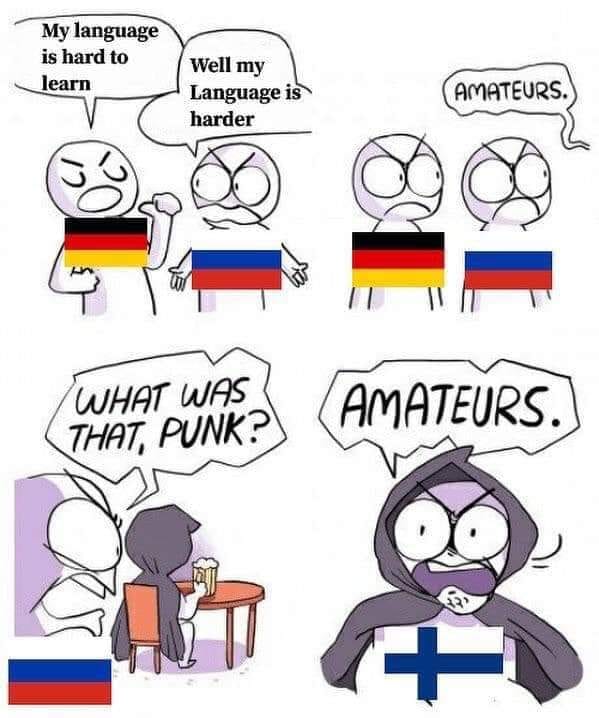 My language
is hard to
learn
Well my
Language is
harder
AMATEURS.
WHAT WAS
THAT, PUNK?
AMATEURS.